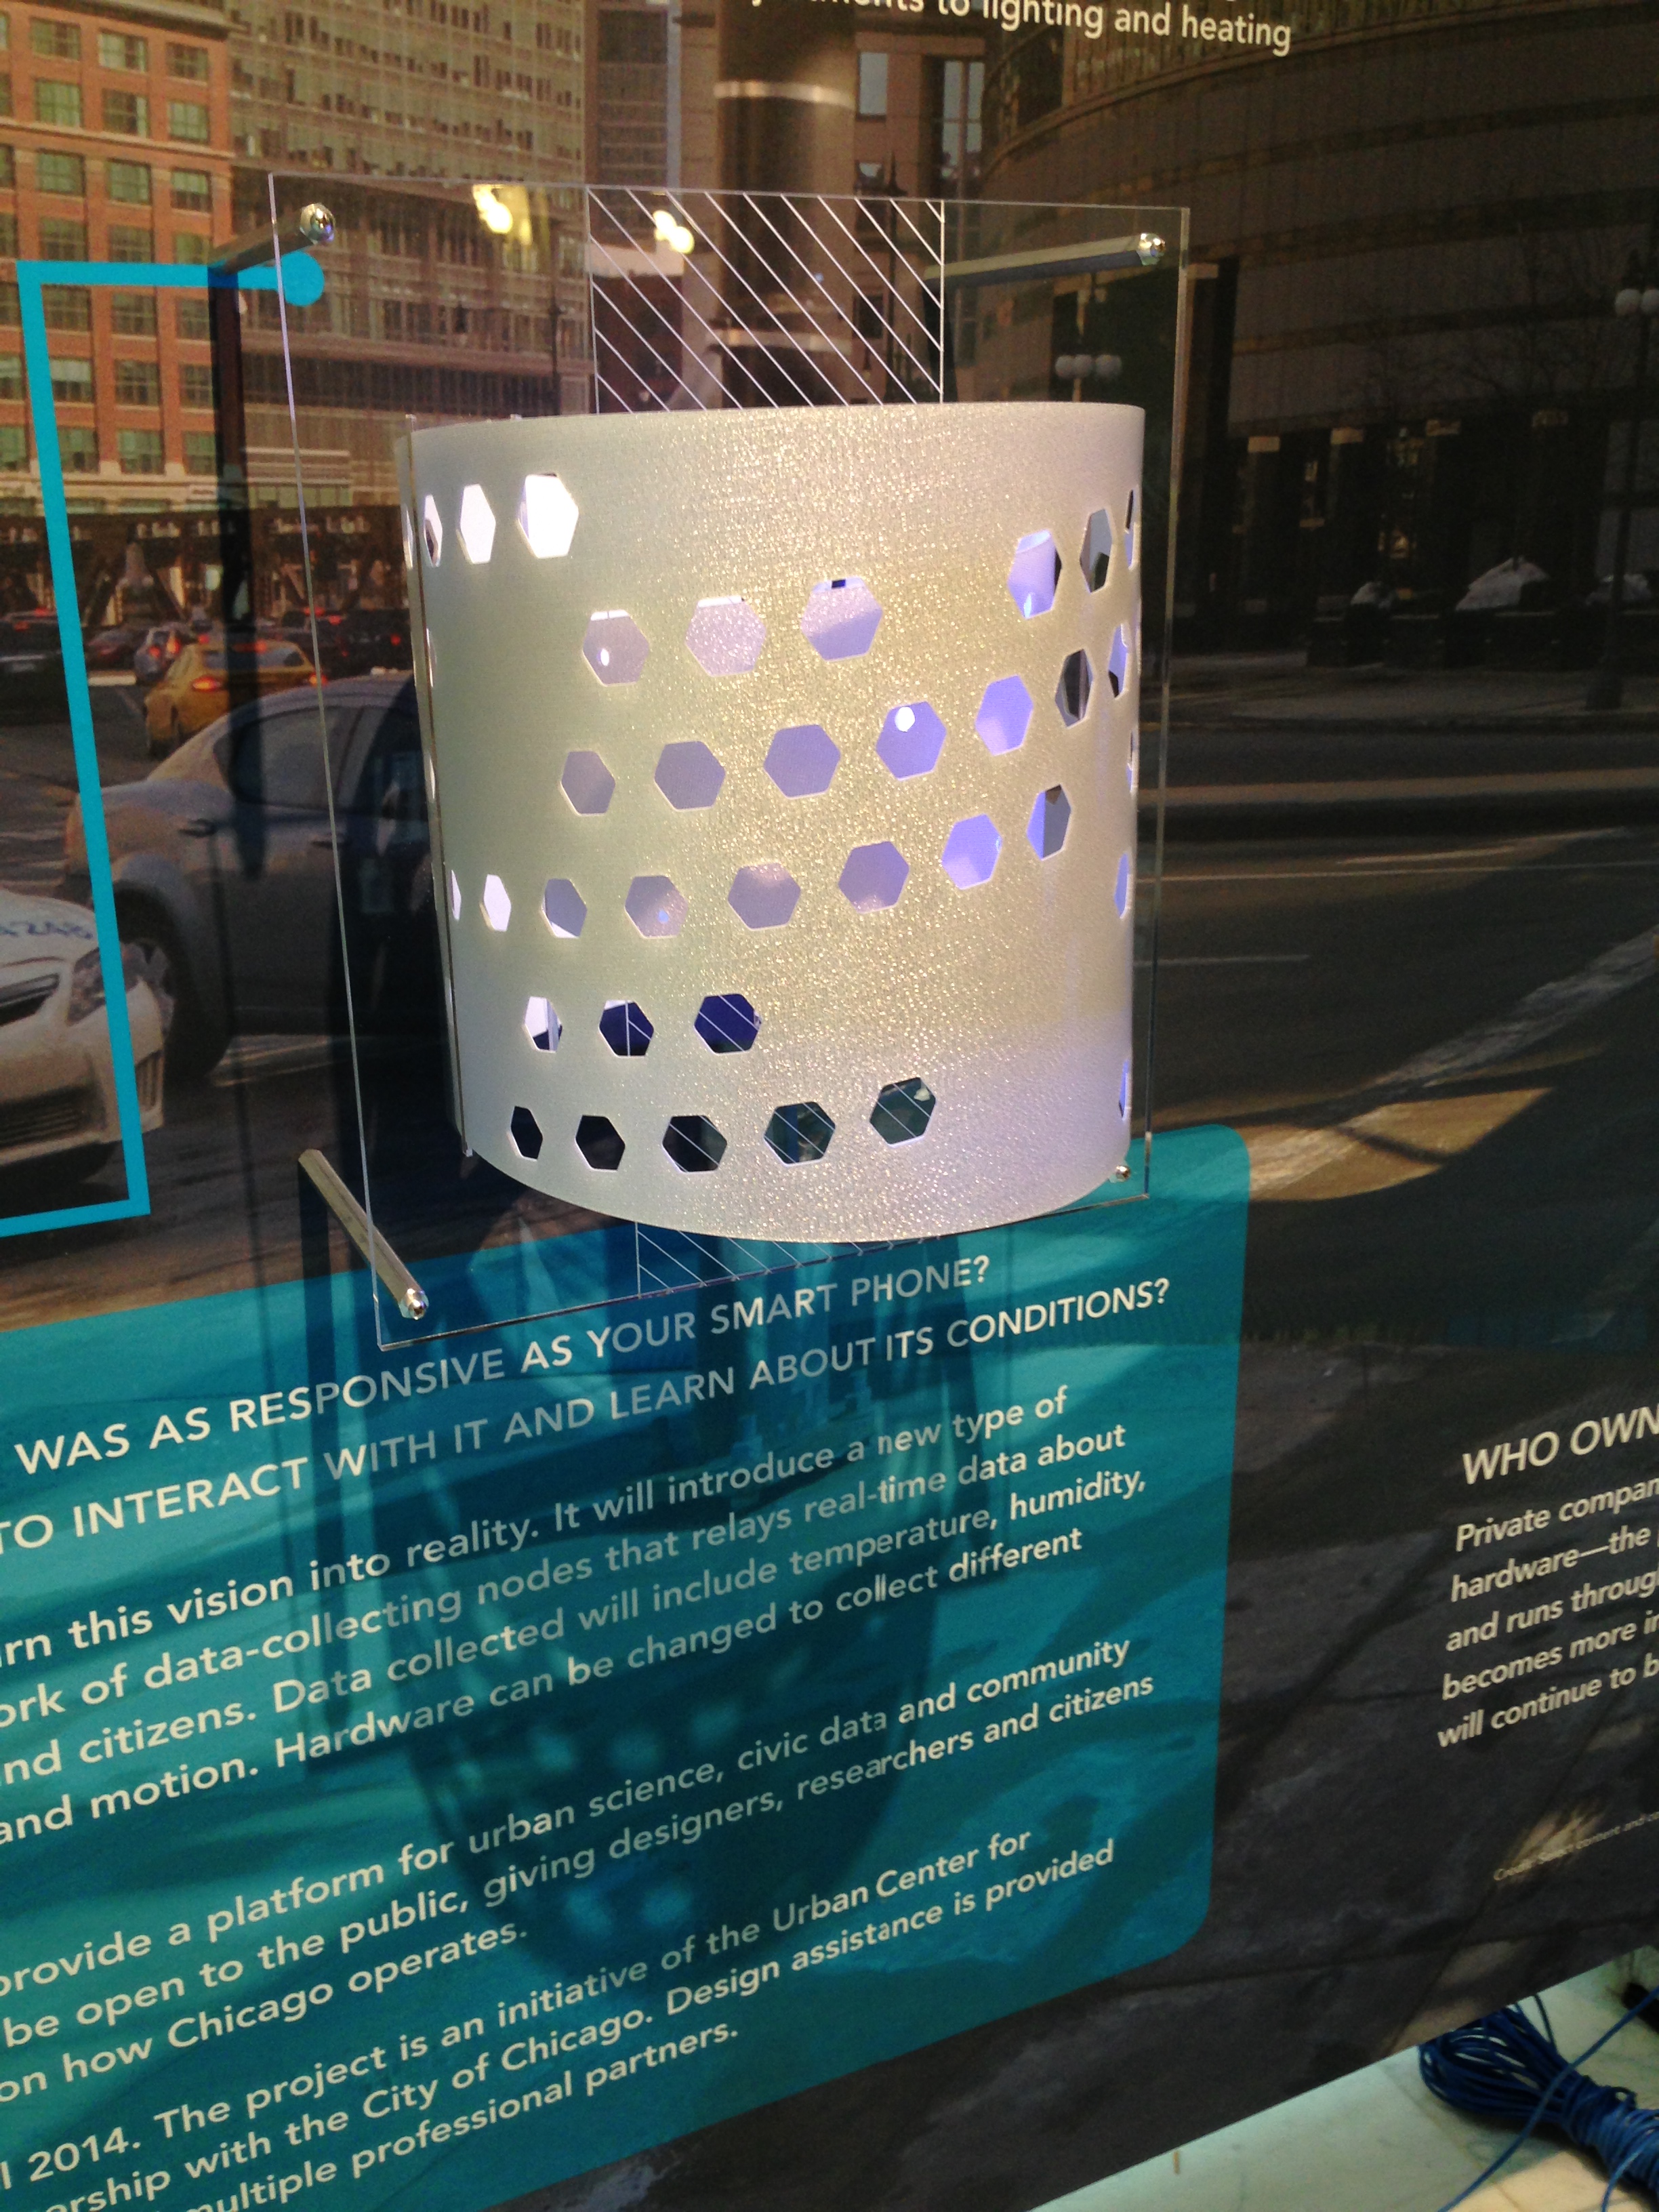 to lighting and heating
WAS AS RESPONSIVE AS YOUR SMART PHONE?
TO INTERACT WITH IT AND LEARN ABOUT ITS CONDITIONS?
this vision into reality. It will introduce a new type of
of data-collecting nodes that relays real-time data about
citizens. Data collected will include temperature, humidity,
and motion. Hardware can be changed to collect different
provide a platform for urban science, civic data and community
be open to the public, giving designers, researchers and citizens
on how Chicago operates.
2014. The project is an initiative of the Urban Center for
with the City of Chicago. Design assistance is provided
multiple professional partners.
WHO OWN
Private compan
hardware—the
and runs throug
becomes more in
will continue to b